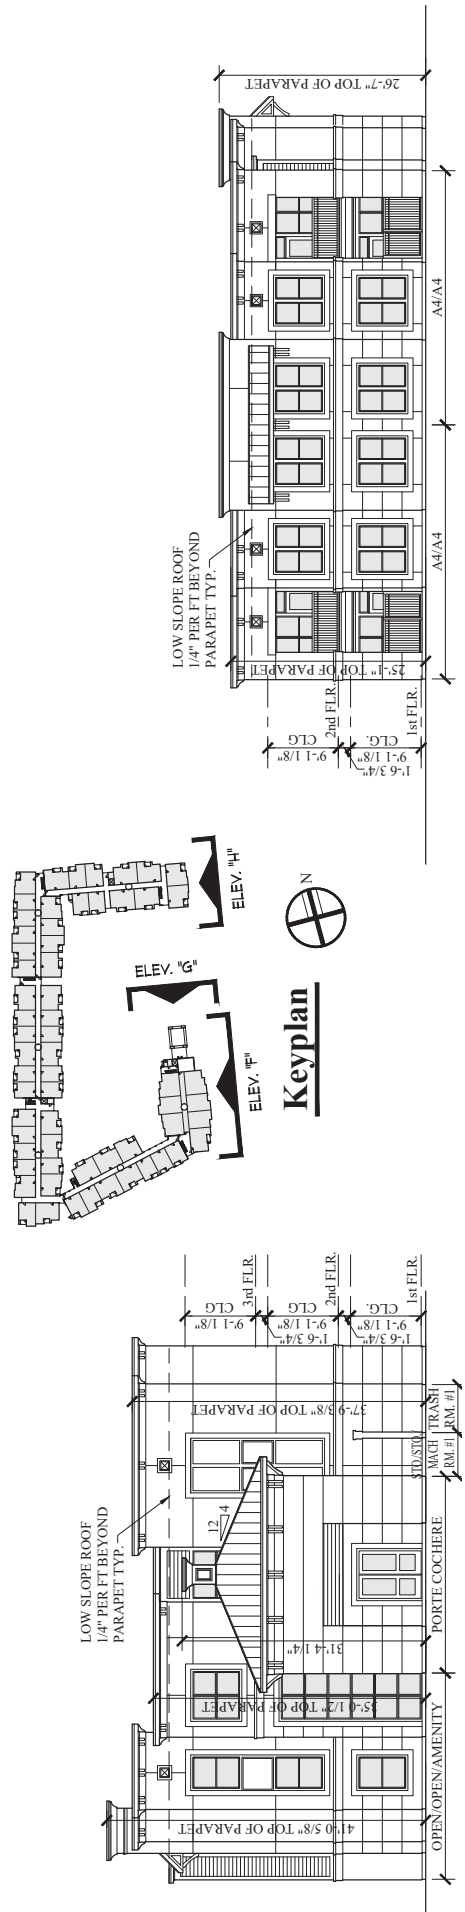 26'-7" TOP OF PARAPET
A4/A4
A4/A4
LOW SLOPE ROOF
1/4" PER FT BEYOND
PARAPET TYP.
25'-1" TOP OF PARAPET
2nd FLR.
1st FLR.
CLG
9'-1 1/8"
CLG.
9'-1 1/8"
1'-6 3/4"
ELEV. "H"
ELEV. "G"
ELEV. "F"
N
Keyplan
3rd FLR.
2nd FLR.
1st FLR.
CLG
9'-1 1/8"
1'-6 3/4"
CLG
9'-1 1/8"
1'-6 3/4"
CLG.
9'-1 1/8"
37'-9 3/8" TOP OF PARAPET
LOW SLOPE ROOF
1/4" PER FT BEYOND
PARAPET TYP.
12
4
STO/STO/
MACH
RM. #1
TRASH
RM. #1
PORTE COCHERE
31'-4 1/4"
35'-0 1/2" TOP OF PARAPET
41'-0 5/8" TOP OF PARAPET
OPEN/OPEN/AMENITY